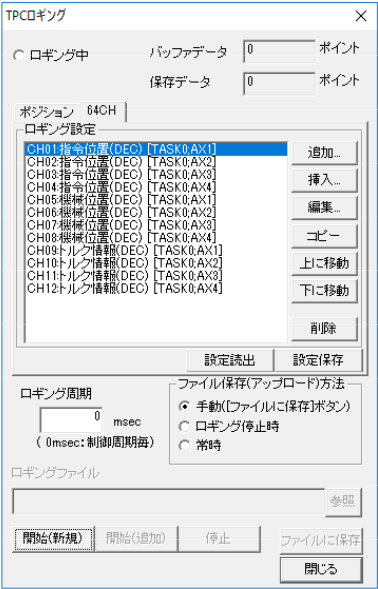 TPCロギング
ロギング中
バッファデータ 0 ポイント
保存データ 0 ポイント
ポジション 64CH
ロギング設定
CH01:指令位置(DEC) [TASK0;AX1]
CH02:指令位置(DEC) [TASK0;AX2]
CH03:指令位置(DEC) [TASK0;AX3]
CH04:指令位置(DEC) [TASK0;AX4]
CH05:機械位置(DEC) [TASK0;AX1]
CH06:機械位置(DEC) [TASK0;AX2]
CH07:機械位置(DEC) [TASK0;AX3]
CH08:機械位置(DEC) [TASK0;AX4]
CH09:トルク情報(DEC) [TASK0;AX1]
CH10:トルク情報(DEC) [TASK0;AX2]
CH11:トルク情報(DEC) [TASK0;AX3]
CH12:トルク情報(DEC) [TASK0;AX4]
追加...
挿入...
編集...
コピー
上に移動
下に移動
削除
設定読出 設定保存
ロギング周期
0 msec
( 0msec:制御周期毎)
ファイル保存(アップロード)方法
手動([ファイルに保存]ボタン)
ロギング停止時
常時
ロギングファイル
参照
開始(新規) 開始(追加) 停止 ファイルに保存
閉じる